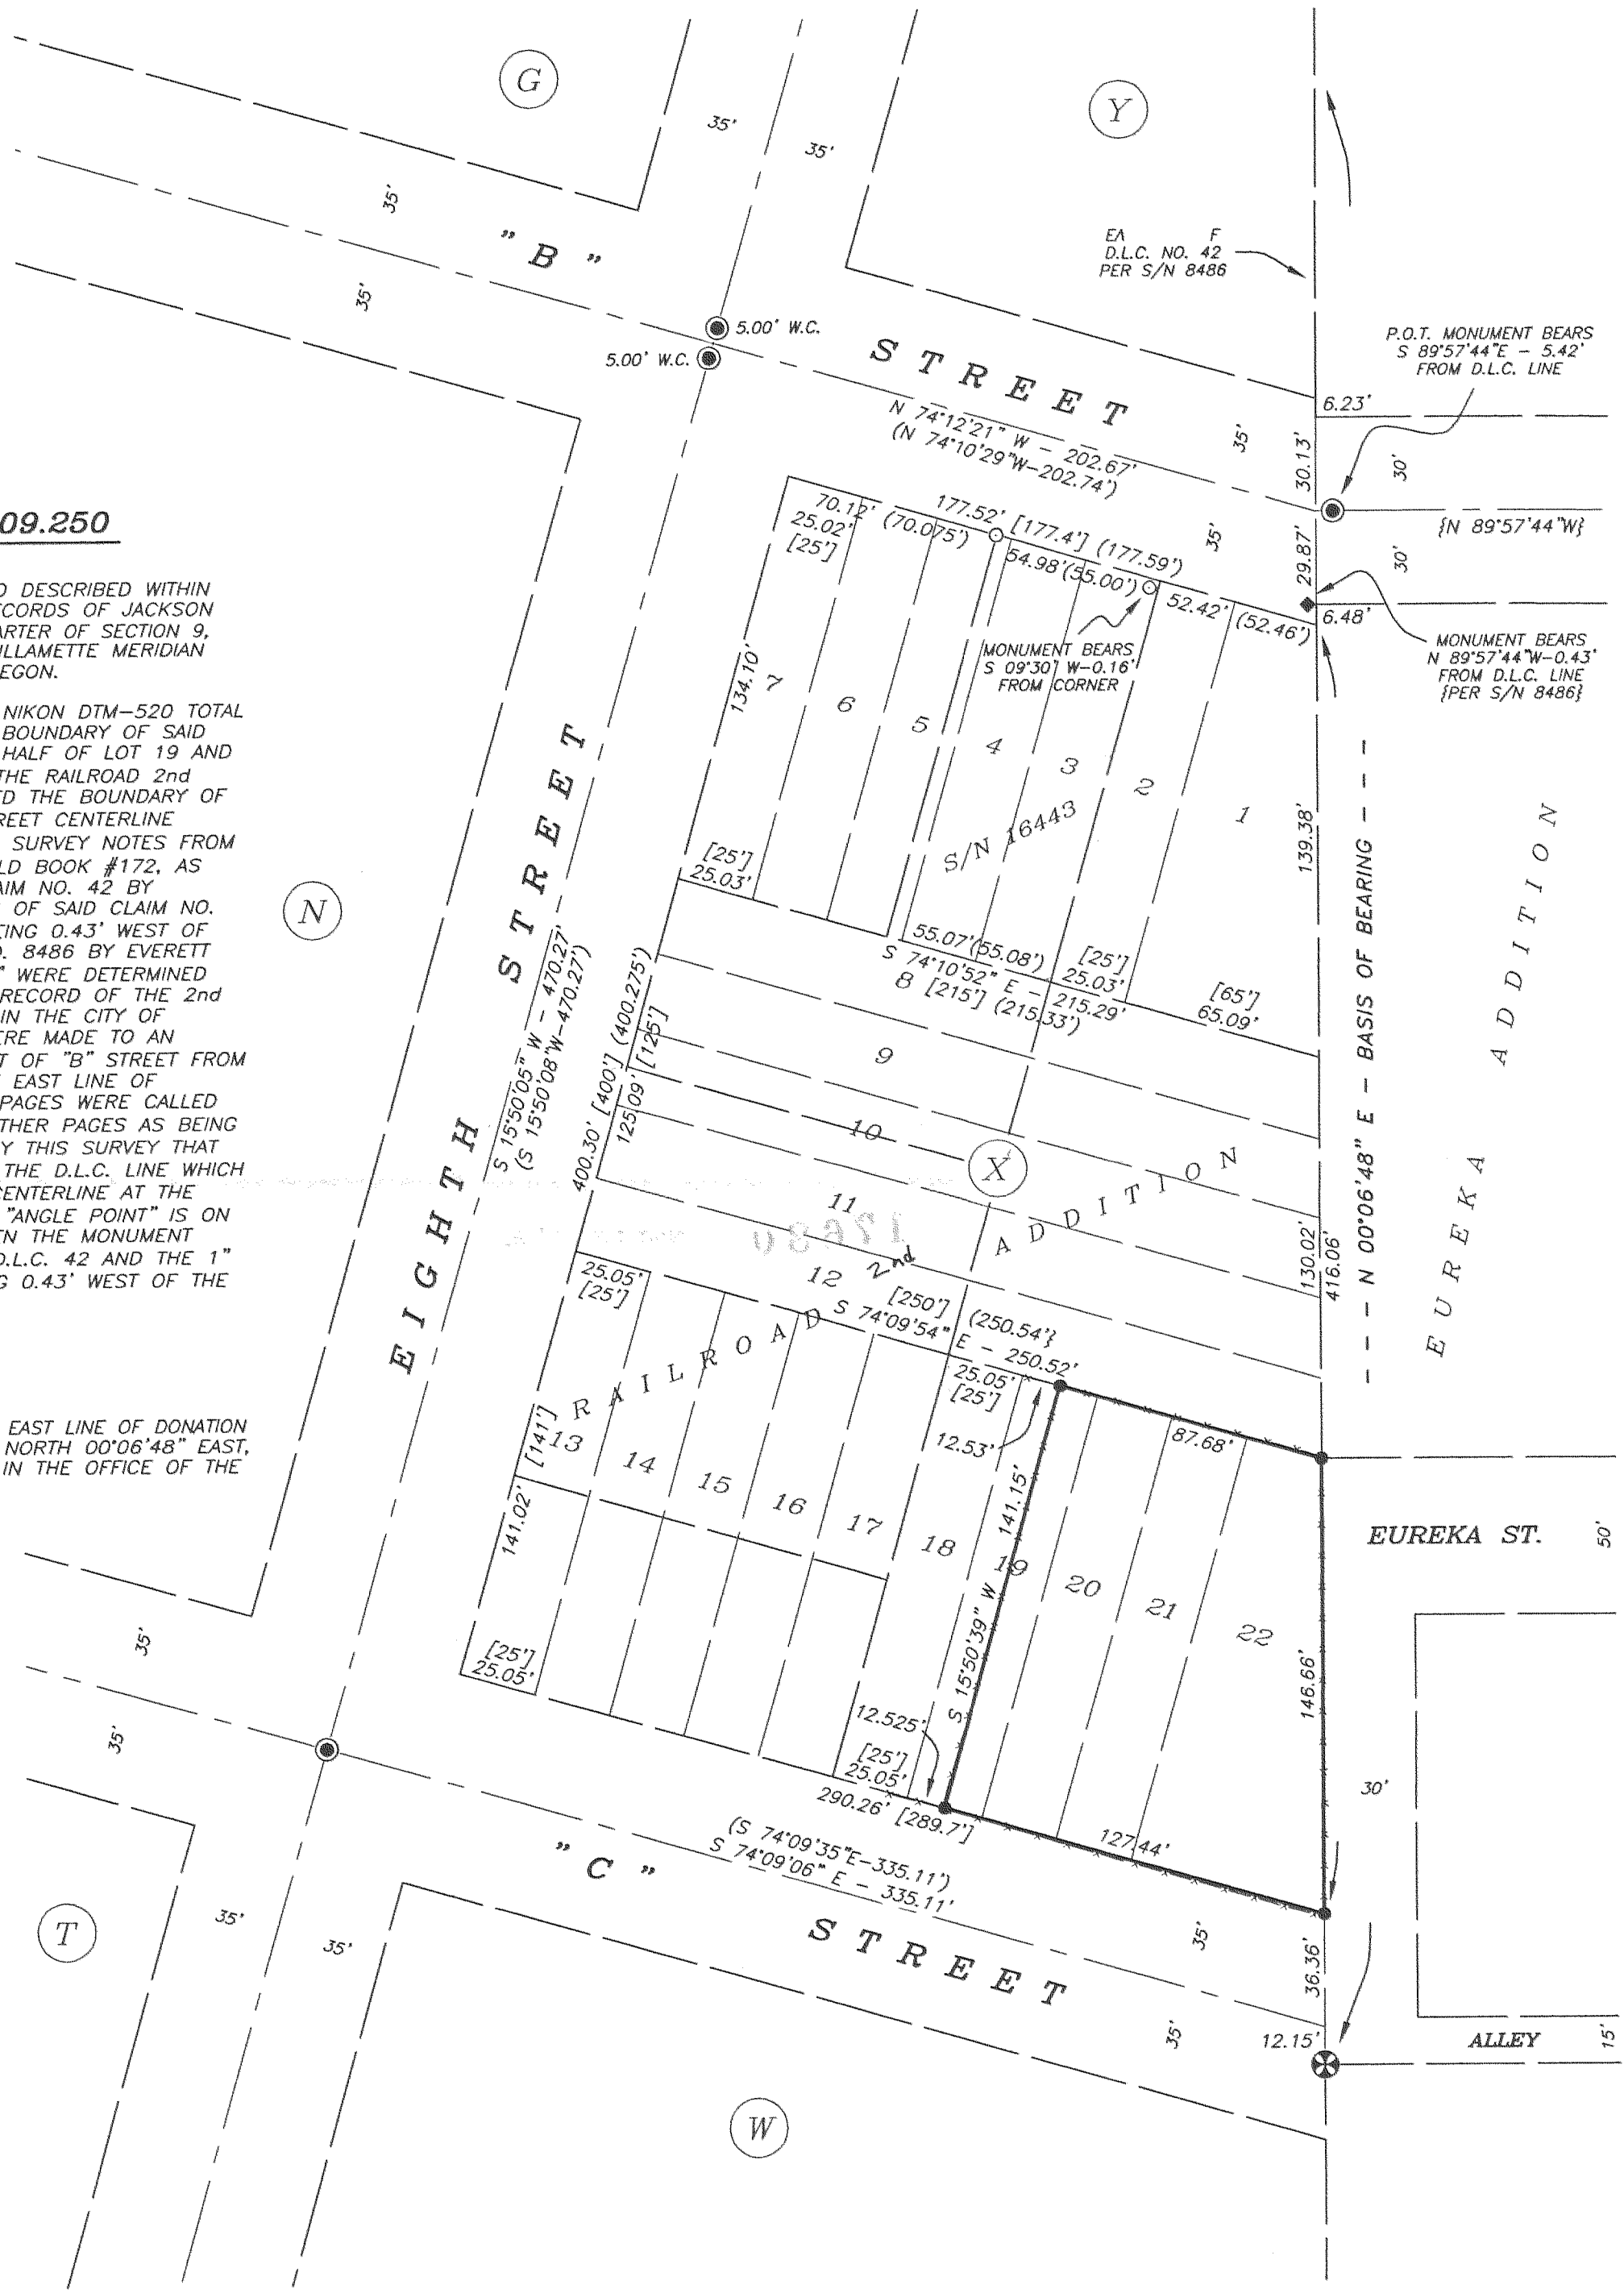 G
Y
35'
35'
35'
35'
" B "
STREET
EA F
D.L.C. NO. 42
PER S/N 8486
5.00' W.C.
5.00' W.C.
P.O.T. MONUMENT BEARS
S 89°57'44"E - 5.42'
FROM D.L.C. LINE
N 74°12'21" W - 202.67'
(N 74°10'29"W-202.74')
35'
35'
6.23'
30.13'
30'
{N 89°57'44"W}
29.87'
30'
6.48'
MONUMENT BEARS
N 89°57'44"W-0.43'
FROM D.L.C. LINE
{PER S/N 8486}
70.12' (70.075')
25.02'
[25']
177.52' [177.4'] (177.59')
54.98'(55.00')
52.42' (52.46')
MONUMENT BEARS
S 09°30' W-0.16'
FROM CORNER
134.10'
7
6
5
4
3
2
1
S/N 16443
139.38'
[25']
25.03'
55.07'(55.08')
[25']
25.03'
[65']
65.09'
S 74°10'52" E - 215.29'
8 [215'] (215.33')
9
10
11
12
X
RAILROAD 2nd ADDITION
- - - N 00°06'48" E - BASIS OF BEARING - - -
EUREKA ADDITION
09.250
D DESCRIBED WITHIN
CORDS OF JACKSON
ARTER OF SECTION 9,
ILLAMETTE MERIDIAN
EGON.
NIKON DTM-520 TOTAL
BOUNDARY OF SAID
HALF OF LOT 19 AND
THE RAILROAD 2nd
ED THE BOUNDARY OF
REET CENTERLINE
SURVEY NOTES FROM
LD BOOK #172, AS
AIM NO. 42 BY
OF SAID CLAIM NO.
EING 0.43' WEST OF
O. 8486 BY EVERETT
" WERE DETERMINED
RECORD OF THE 2nd
IN THE CITY OF
ERE MADE TO AN
T OF "B" STREET FROM
EAST LINE OF
PAGES WERE CALLED
THER PAGES AS BEING
Y THIS SURVEY THAT
THE D.L.C. LINE WHICH
CENTERLINE AT THE
"ANGLE POINT" IS ON
EN THE MONUMENT
D.L.C. 42 AND THE 1"
G 0.43' WEST OF THE
EAST LINE OF DONATION
NORTH 00°06'48" EAST,
IN THE OFFICE OF THE
N
EIGHTH STREET
S 15°50'05" W - 470.27'
(S 15°50'08"W-470.27')
400.30' [400'] (400.275')
125.09' [125']
130.02'
416.06'
17680
25.05'
[25']
[250'] (250.54'}
S 74°09'54" E - 250.52'
25.05'
[25']
12.53'
87.68'
[141']
141.02'
13
14
15
16
17
18
19
20
21
22
141.15'
S 15°50'39" W
146.66'
EUREKA ST.
50'
[25']
25.05'
12.525'
[25']
25.05'
290.26' [289.7']
127.44'
30'
35'
35'
(S 74°09'35"E-335.11')
S 74°09'06" E - 335.11'
" C "
STREET
35'
36.36'
35'
12.15'
ALLEY
15'
T
35'
35'
W